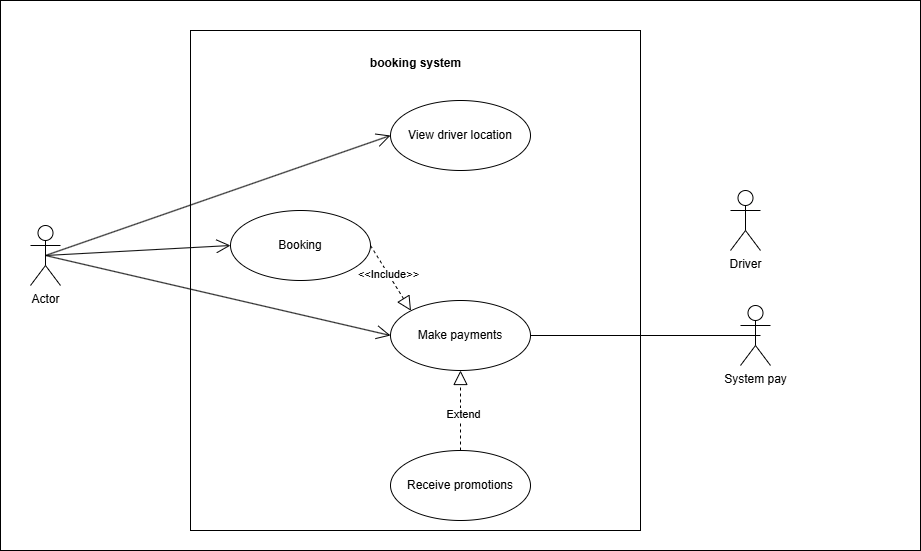 booking system
View driver location
Booking
<<Include>>
Make payments
Extend
Receive promotions
Actor
Driver
System pay